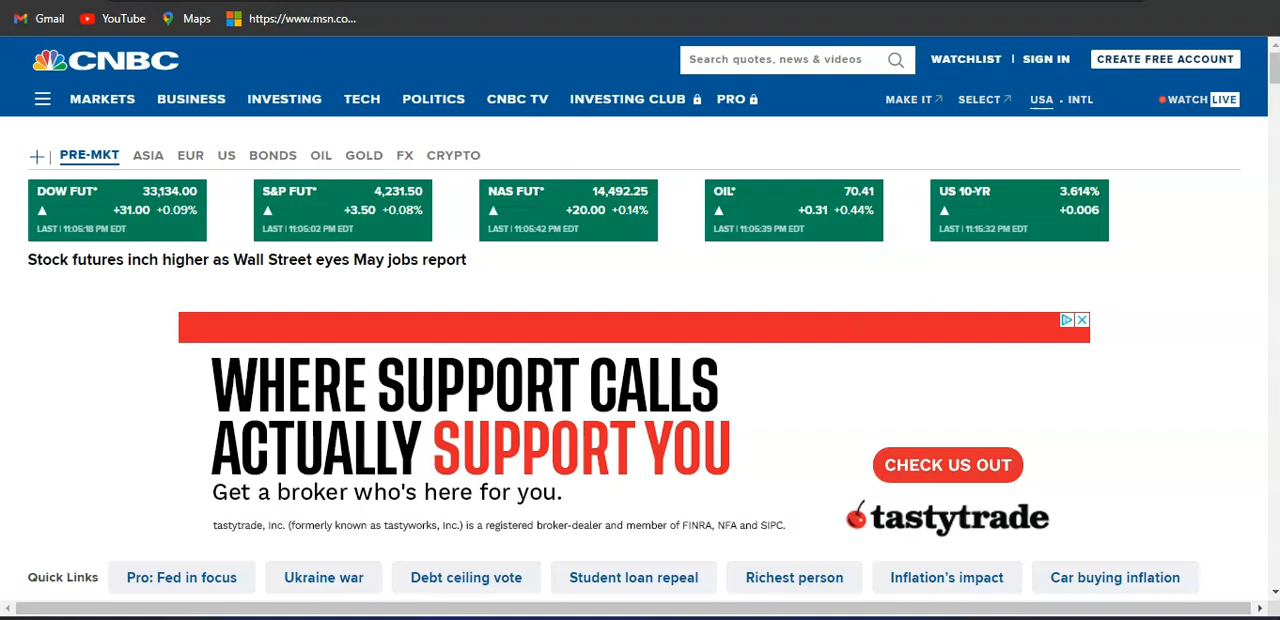 Gmail YouTube Maps https://www.msn.co...
CNBC Search quotes, news & videos WATCHLIST | SIGN IN CREATE FREE ACCOUNT
MARKETS BUSINESS INVESTING TECH POLITICS CNBC TV INVESTING CLUB PRO MAKE IT SELECT USA • INTL WATCH LIVE
+ | PRE-MKT ASIA EUR US BONDS OIL GOLD FX CRYPTO
DOW FUT* 33,134.00
+31.00 +0.09%
LAST | 11:05:18 PM EDT
S&P FUT* 4,231.50
+3.50 +0.08%
LAST | 11:05:02 PM EDT
NAS FUT* 14,492.25
+20.00 +0.14%
LAST | 11:05:42 PM EDT
OIL* 70.41
+0.31 +0.44%
LAST | 11:05:39 PM EDT
US 10-YR 3.614%
+0.006
LAST | 11:15:32 PM EDT
Stock futures inch higher as Wall Street eyes May jobs report
WHERE SUPPORT CALLS
ACTUALLY SUPPORT YOU
Get a broker who's here for you.
tastytrade, Inc. (formerly known as tastyworks, Inc.) is a registered broker-dealer and member of FINRA, NFA and SIPC.
CHECK US OUT
tastytrade
Quick Links Pro: Fed in focus Ukraine war Debt ceiling vote Student loan repeal Richest person Inflation's impact Car buying inflation